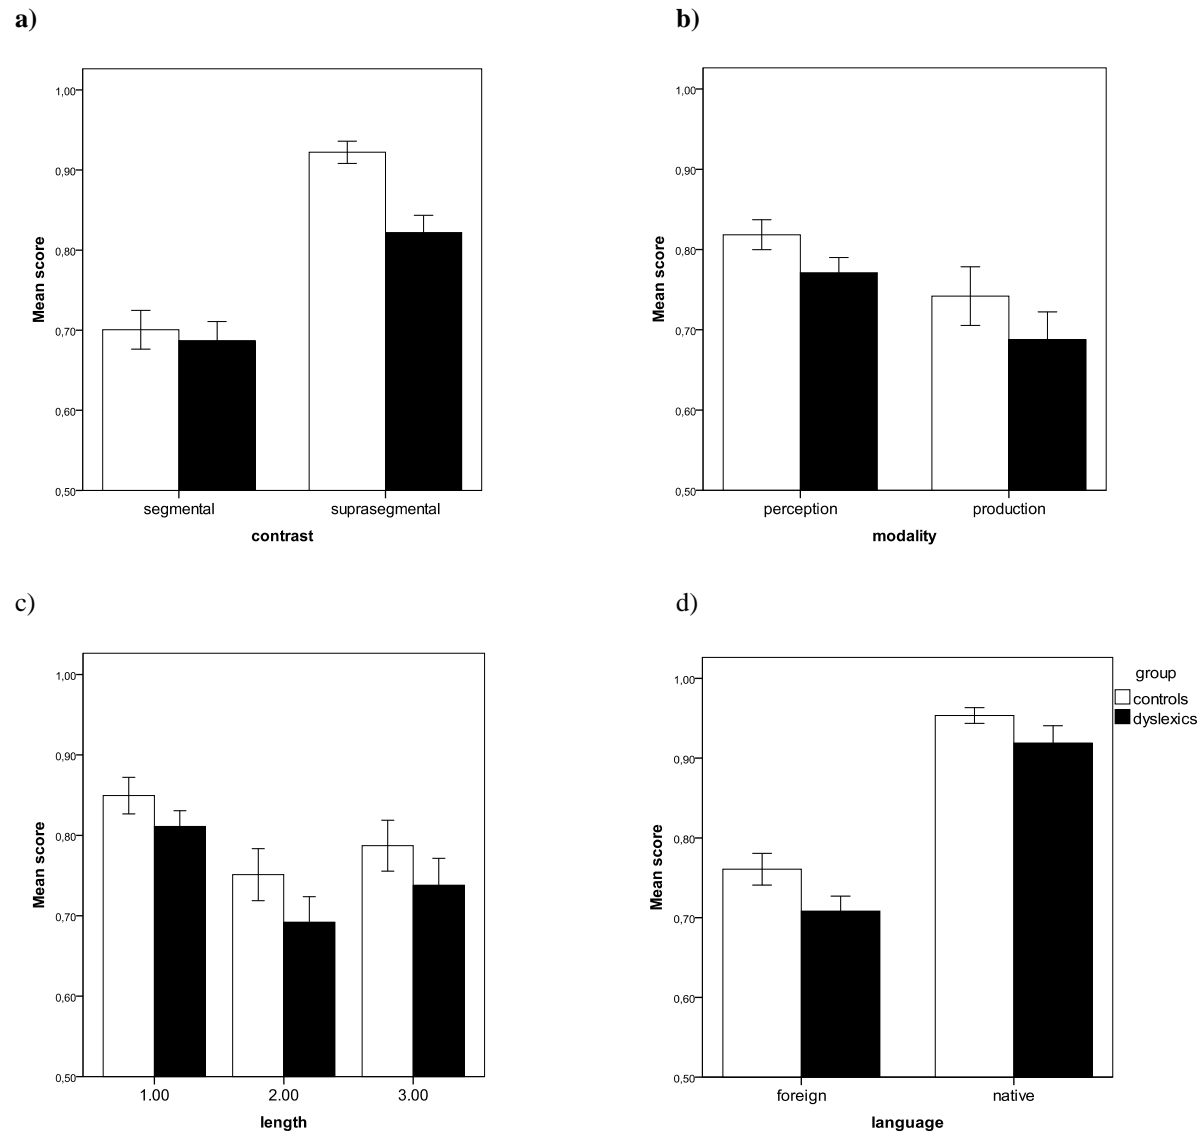 a)
1,00
0,90
0,80
0,70
0,60
0,50
Mean score
segmental suprasegmental
contrast
b)
1,00
0,90
0,80
0,70
0,60
0,50
Mean score
perception production
modality
c)
1,00
0,90
0,80
0,70
0,60
0,50
Mean score
1.00 2.00 3.00
length
d)
1,00
0,90
0,80
0,70
0,60
0,50
Mean score
foreign native
language
group
controls
dyslexics